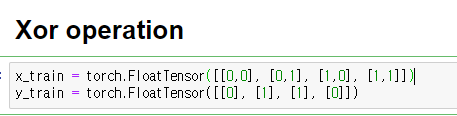 Xor operation
x_train = torch.FloatTensor([[0,0], [0,1], [1,0], [1,1]])
y_train = torch.FloatTensor([[0], [1], [1], [0]])